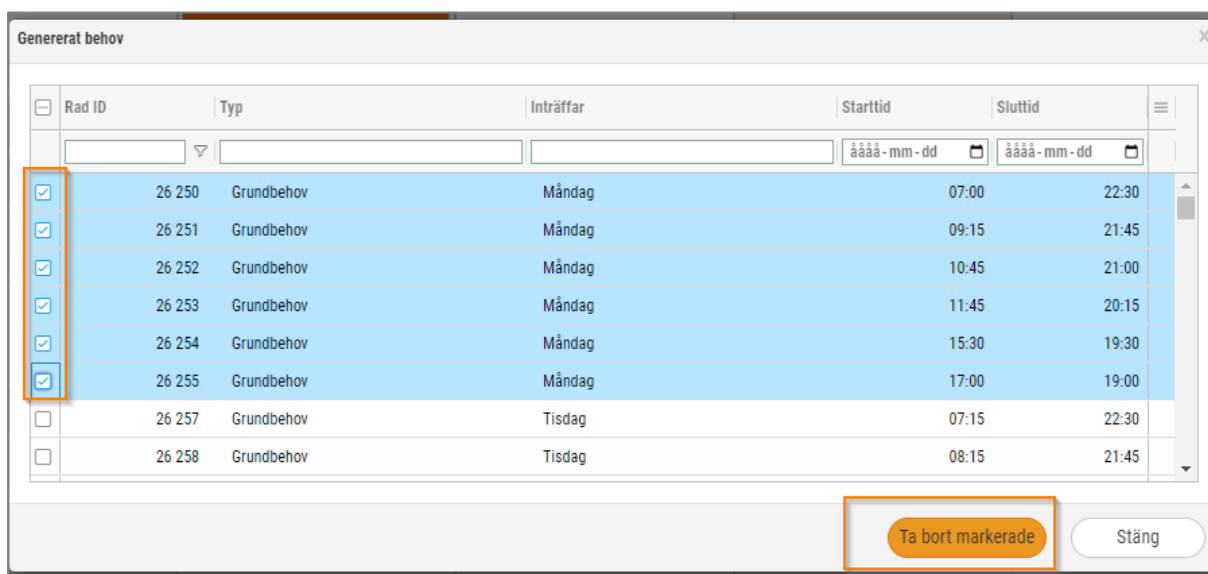 Genererat behov
Rad ID Typ Inträffar Starttid Sluttid
åååå-mm-dd åååå-mm-dd
26 250 Grundbehov Måndag 07:00 22:30
26 251 Grundbehov Måndag 09:15 21:45
26 252 Grundbehov Måndag 10:45 21:00
26 253 Grundbehov Måndag 11:45 20:15
26 254 Grundbehov Måndag 15:30 19:30
26 255 Grundbehov Måndag 17:00 19:00
26 257 Grundbehov Tisdag 07:15 22:30
26 258 Grundbehov Tisdag 08:15 21:45
Ta bort markerade Stäng